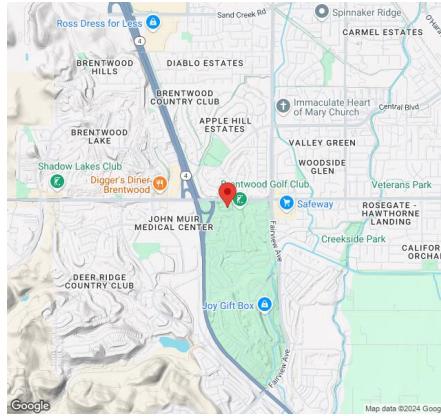 Sand Creek Rd
Spinnaker Ridge
Ross Dress for Less
O'Hara
CARMEL ESTATES
4
BRENTWOOD
HILLS
DIABLO ESTATES
BRENTWOOD
COUNTRY CLUB
Immaculate Heart
of Mary Church
Central Blvd
APPLE HILL
ESTATES
BRENTWOOD
LAKE
VALLEY GREEN
WOODSIDE
GLEN
Shadow Lakes Club
Digger's Diner-
Brentwood
Brentwood Golf Club
Veterans Park
4
Safeway
ROSEGATE -
HAWTHORNE
LANDING
JOHN MUIR
MEDICAL CENTER
Fairview Ave
Creekside Park
CALIFOR
ORCHAR
DEER RIDGE
COUNTRY CLUB
Joy Gift Box
Fairview Ave
Google
Map data ©2024 Goog